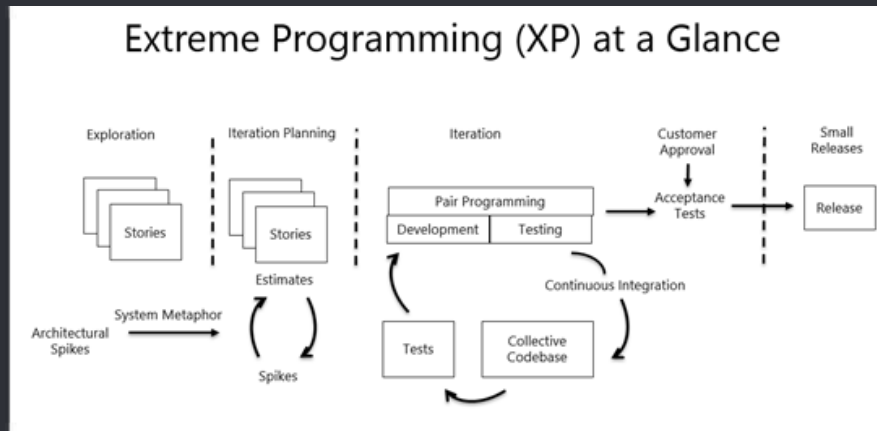 Extreme Programming (XP) at a Glance
Exploration
Iteration Planning
Iteration
Customer
Approval
Small
Releases
Stories
Stories
Pair Programming
Development
Testing
Acceptance
Tests
Release
Estimates
Continuous Integration
System Metaphor
Architectural
Spikes
Spikes
Tests
Collective
Codebase